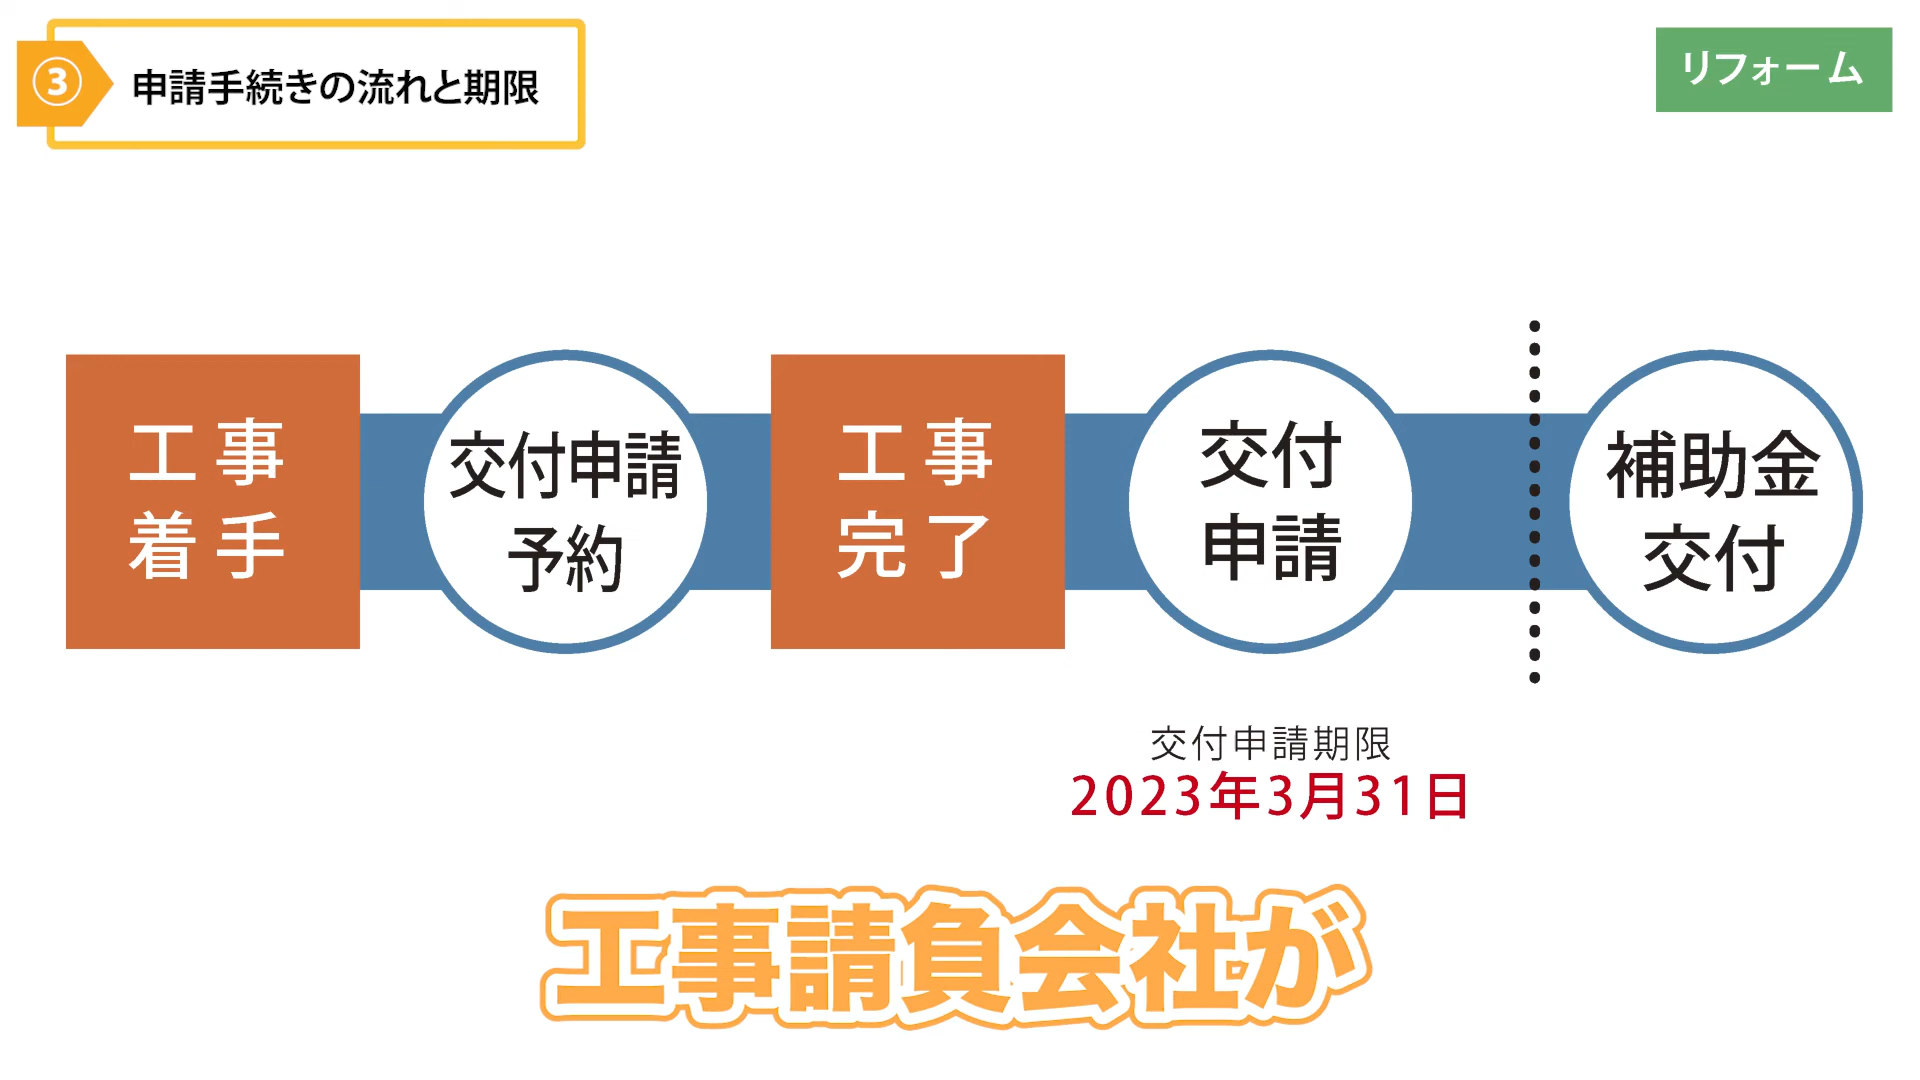 ③ 申請手続きの流れと期限
リフォーム
工事
着手
交付申請
予約
工事
完了
交付
申請
補助金
交付
交付申請期限
2023年3月31日
工事請負会社が